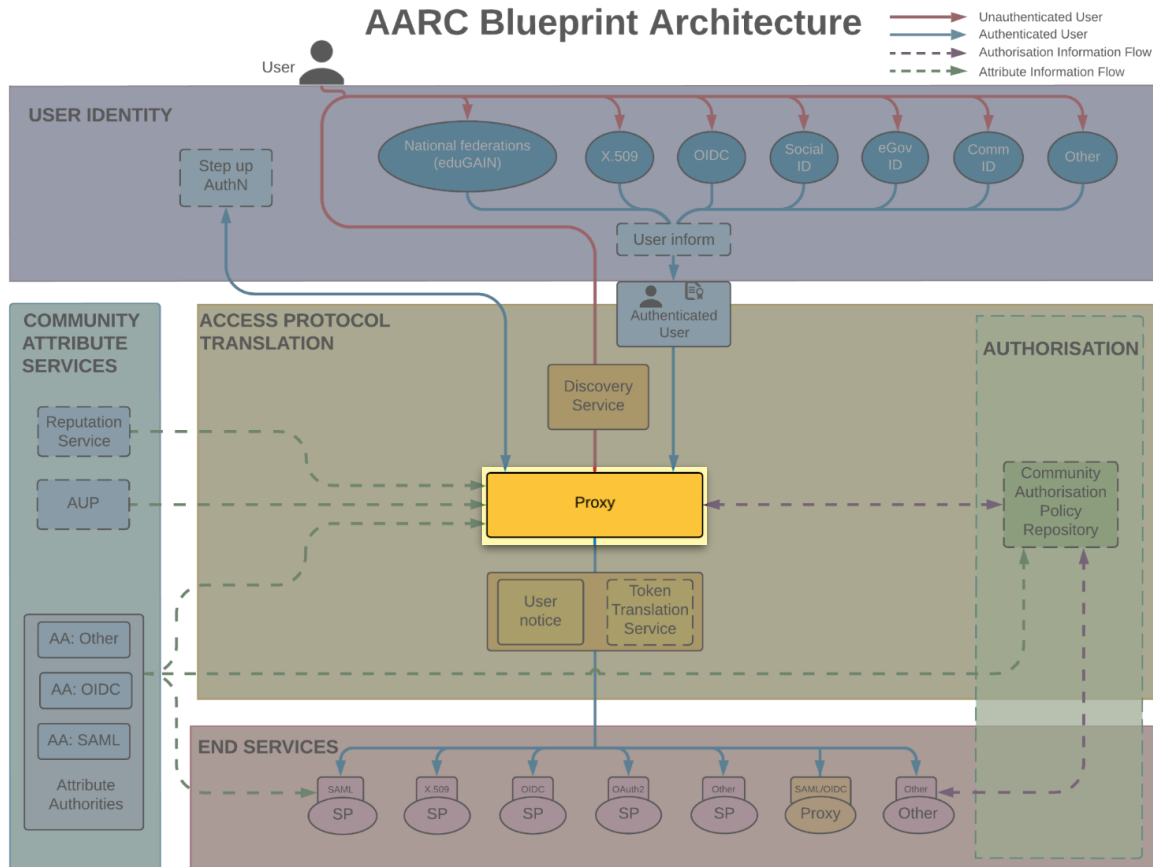 AARC Blueprint Architecture
Unauthenticated User
Authenticated User
Authorisation Information Flow
Attribute Information Flow
User
USER IDENTITY
National federations
(eduGAIN)
X.509
OIDC
Social
ID
eGov
ID
Comm
ID
Other
Step up
AuthN
User inform
Authenticated
User
COMMUNITY
ATTRIBUTE
SERVICES
ACCESS PROTOCOL
TRANSLATION
AUTHORISATION
Discovery
Service
Reputation
Service
AUP
Proxy
Community
Authorisation
Policy
Repository
User
notice
Token
Translation
Service
AA: Other
AA: OIDC
AA: SAML
Attribute
Authorities
END SERVICES
SAML
SP
X.509
SP
OIDC
SP
OAuth2
SP
Other
SP
SAML/OIDC
Proxy
Other
Other